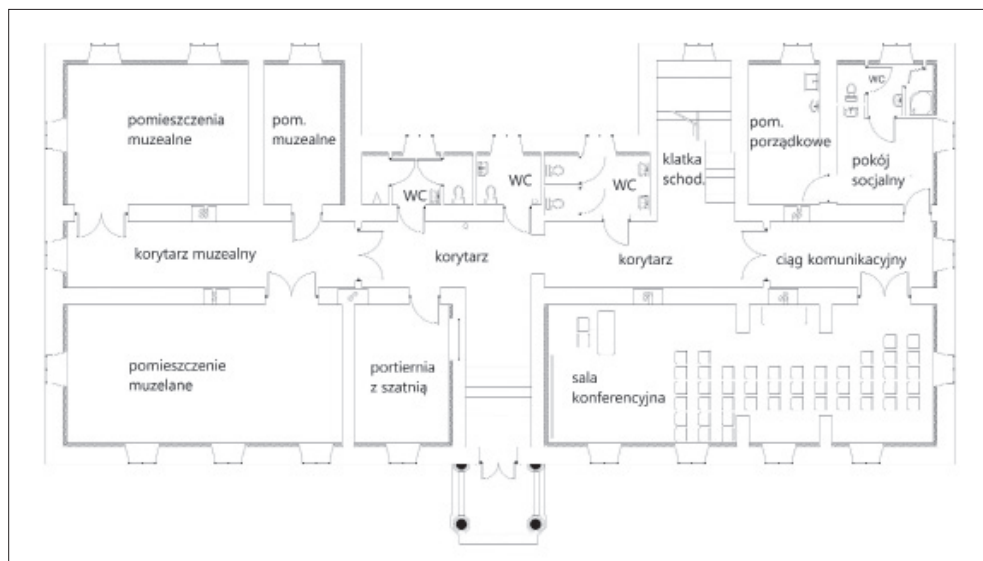 pomieszczenia
muzealne
pom.
muzealne
WC
WC
WC
klatka
schod.
pom.
porządkowe
WC
pokój
socjalny
korytarz muzealny
korytarz
korytarz
ciąg komunikacyjny
pomieszczenie
muzelane
portiernia
z szatnią
sala
konferencyjna